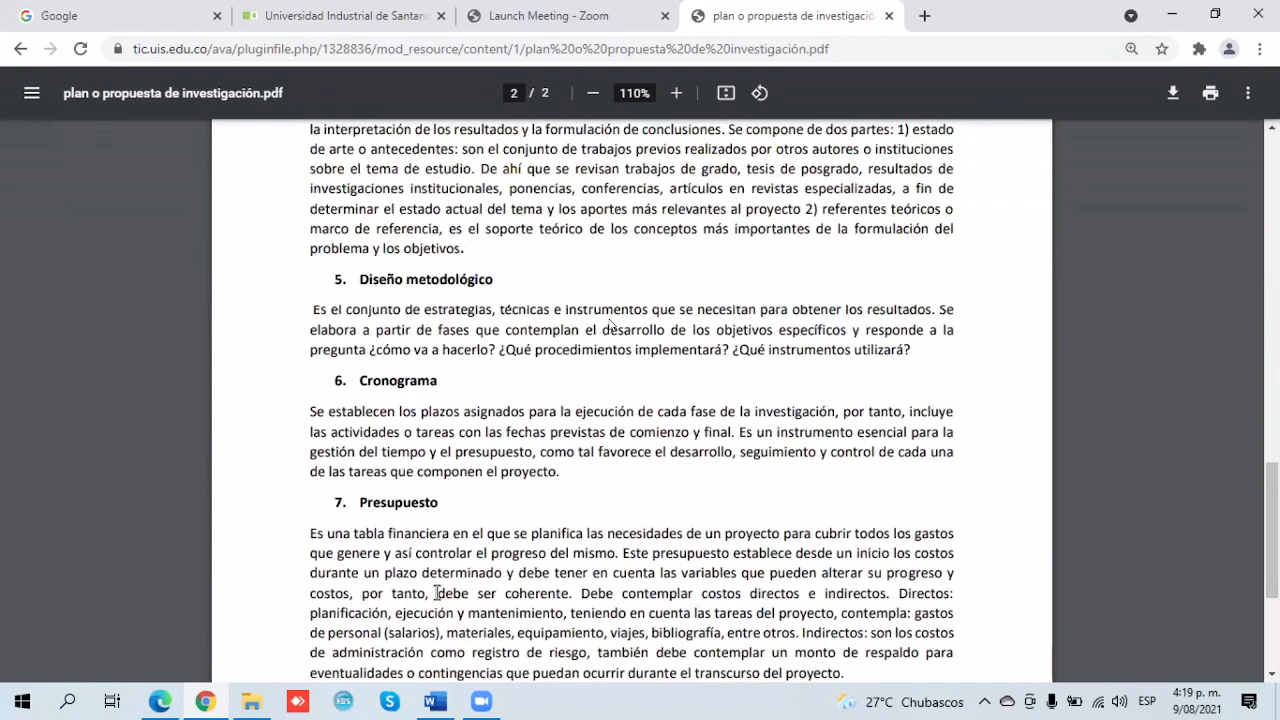 Google
Universidad Industrial de Santan
Launch Meeting - Zoom
plan o propuesta de investigació
tic.uis.edu.co/ava/pluginfile.php/1328836/mod_resource/content/1/plan%20o%20propuesta%20de%20investigación.pdf
plan o propuesta de investigación.pdf
2 / 2
110%
la interpretación de los resultados y la formulación de conclusiones. Se compone de dos partes: 1) estado
de arte o antecedentes: son el conjunto de trabajos previos realizados por otros autores o instituciones
sobre el tema de estudio. De ahí que se revisan trabajos de grado, tesis de posgrado, resultados de
investigaciones institucionales, ponencias, conferencias, artículos en revistas especializadas, a fin de
determinar el estado actual del tema y los aportes más relevantes al proyecto 2) referentes teóricos o
marco de referencia, es el soporte teórico de los conceptos más importantes de la formulación del
problema y los objetivos.
5. Diseño metodológico
Es el conjunto de estrategias, técnicas e instrumentos que se necesitan para obtener los resultados. Se
elabora a partir de fases que contemplan el desarrollo de los objetivos específicos y responde a la
pregunta ¿cómo va a hacerlo? ¿Qué procedimientos implementará? ¿Qué instrumentos utilizará?
6. Cronograma
Se establecen los plazos asignados para la ejecución de cada fase de la investigación, por tanto, incluye
las actividades o tareas con las fechas previstas de comienzo y final. Es un instrumento esencial para la
gestión del tiempo y el presupuesto, como tal favorece el desarrollo, seguimiento y control de cada una
de las tareas que componen el proyecto.
7. Presupuesto
Es una tabla financiera en el que se planifica las necesidades de un proyecto para cubrir todos los gastos
que genere y así controlar el progreso del mismo. Este presupuesto establece desde un inicio los costos
durante un plazo determinado y debe tener en cuenta las variables que pueden alterar su progreso y
costos, por tanto, debe ser coherente. Debe contemplar costos directos e indirectos. Directos:
planificación, ejecución y mantenimiento, teniendo en cuenta las tareas del proyecto, contempla: gastos
de personal (salarios), materiales, equipamiento, viajes, bibliografía, entre otros. Indirectos: son los costos
de administración como registro de riesgo, también debe contemplar un monto de respaldo para
eventualidades o contingencias que puedan ocurrir durante el transcurso del proyecto.
27°C Chubascos
ESP
4:19 p. m.
9/08/2021